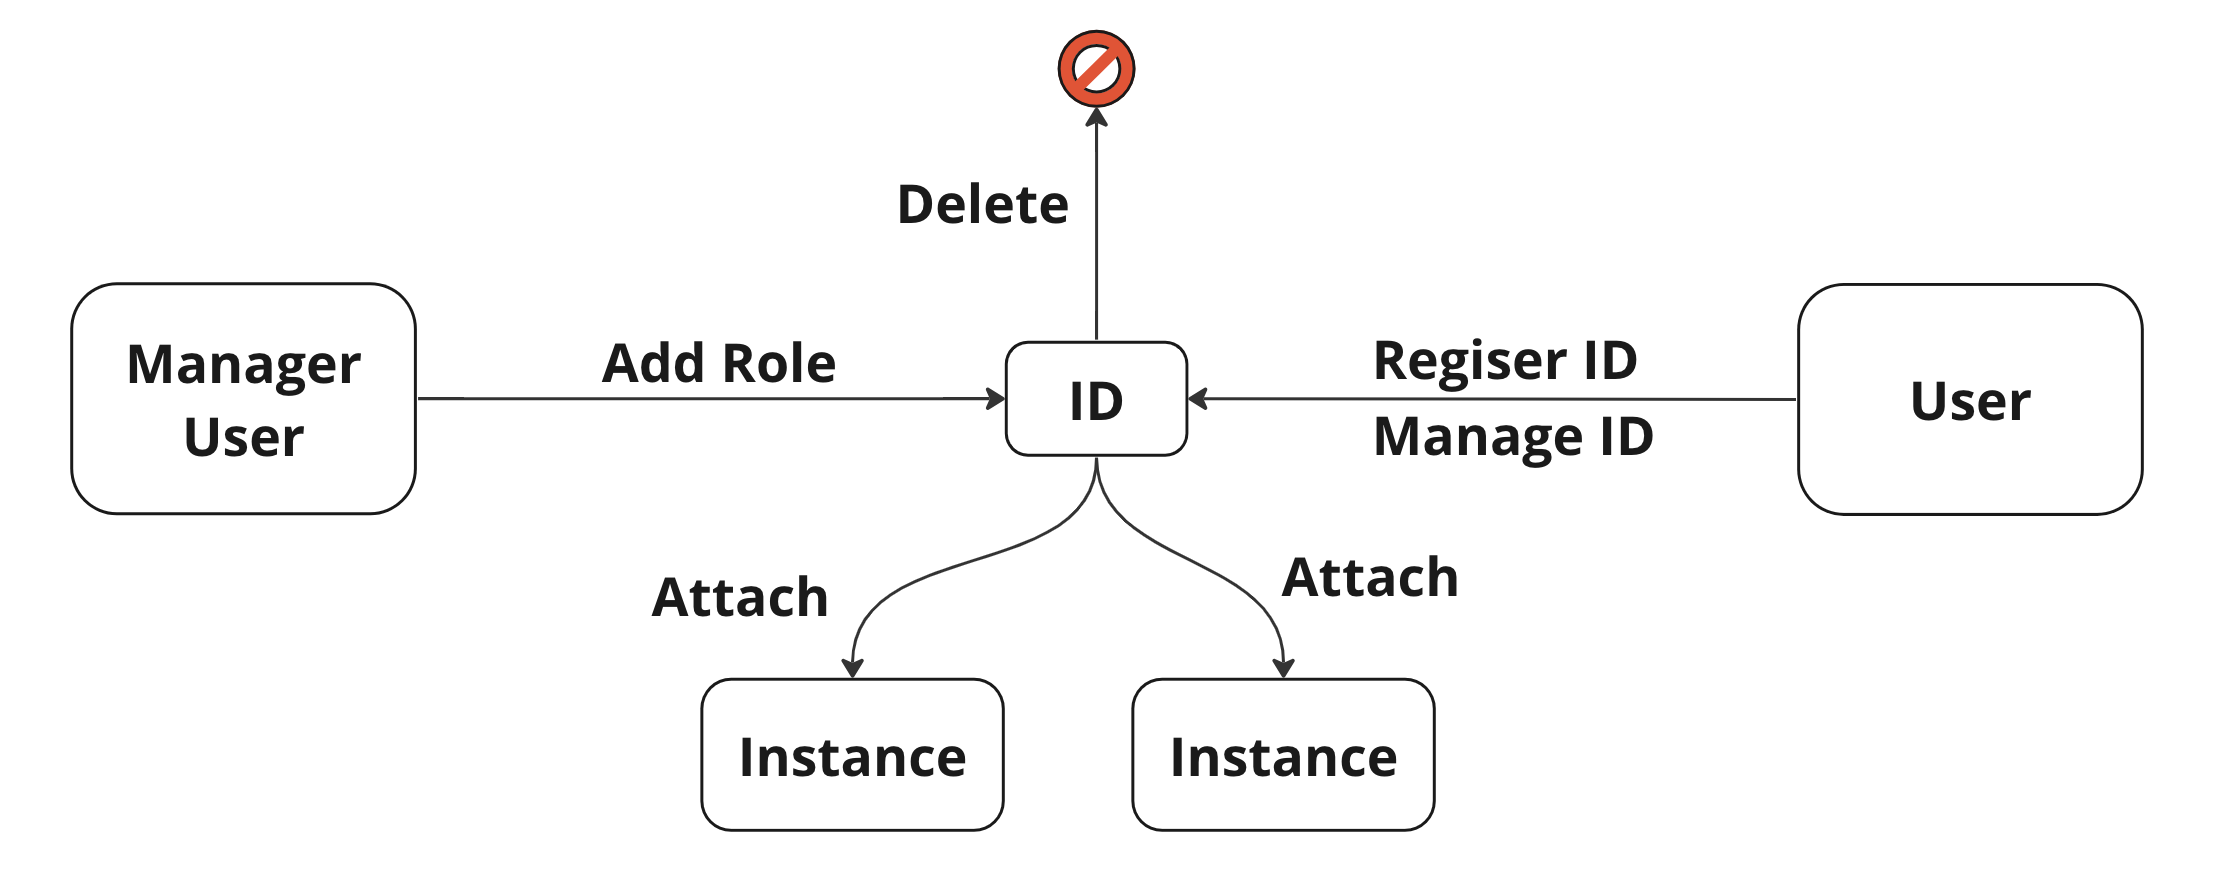 Delete
Manager
User
Add Role
ID
Regiser ID
Manage ID
User
Attach
Attach
Instance
Instance